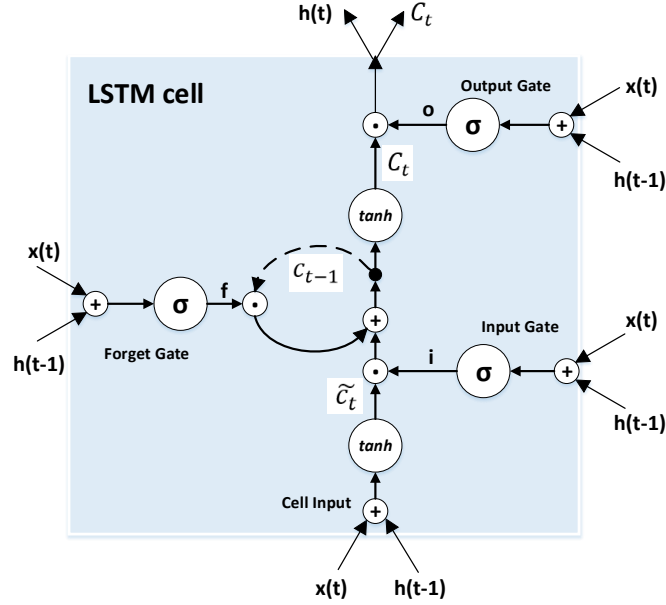 h(t)
C_t
LSTM cell
Output Gate
x(t)
o
σ
+
h(t-1)
C_t
tanh
x(t)
c_{t-1}
+
σ
f
h(t-1)
Forget Gate
+
Input Gate
x(t)
i
σ
+
h(t-1)
\widetilde{C}_t
tanh
Cell Input
+
x(t)
h(t-1)